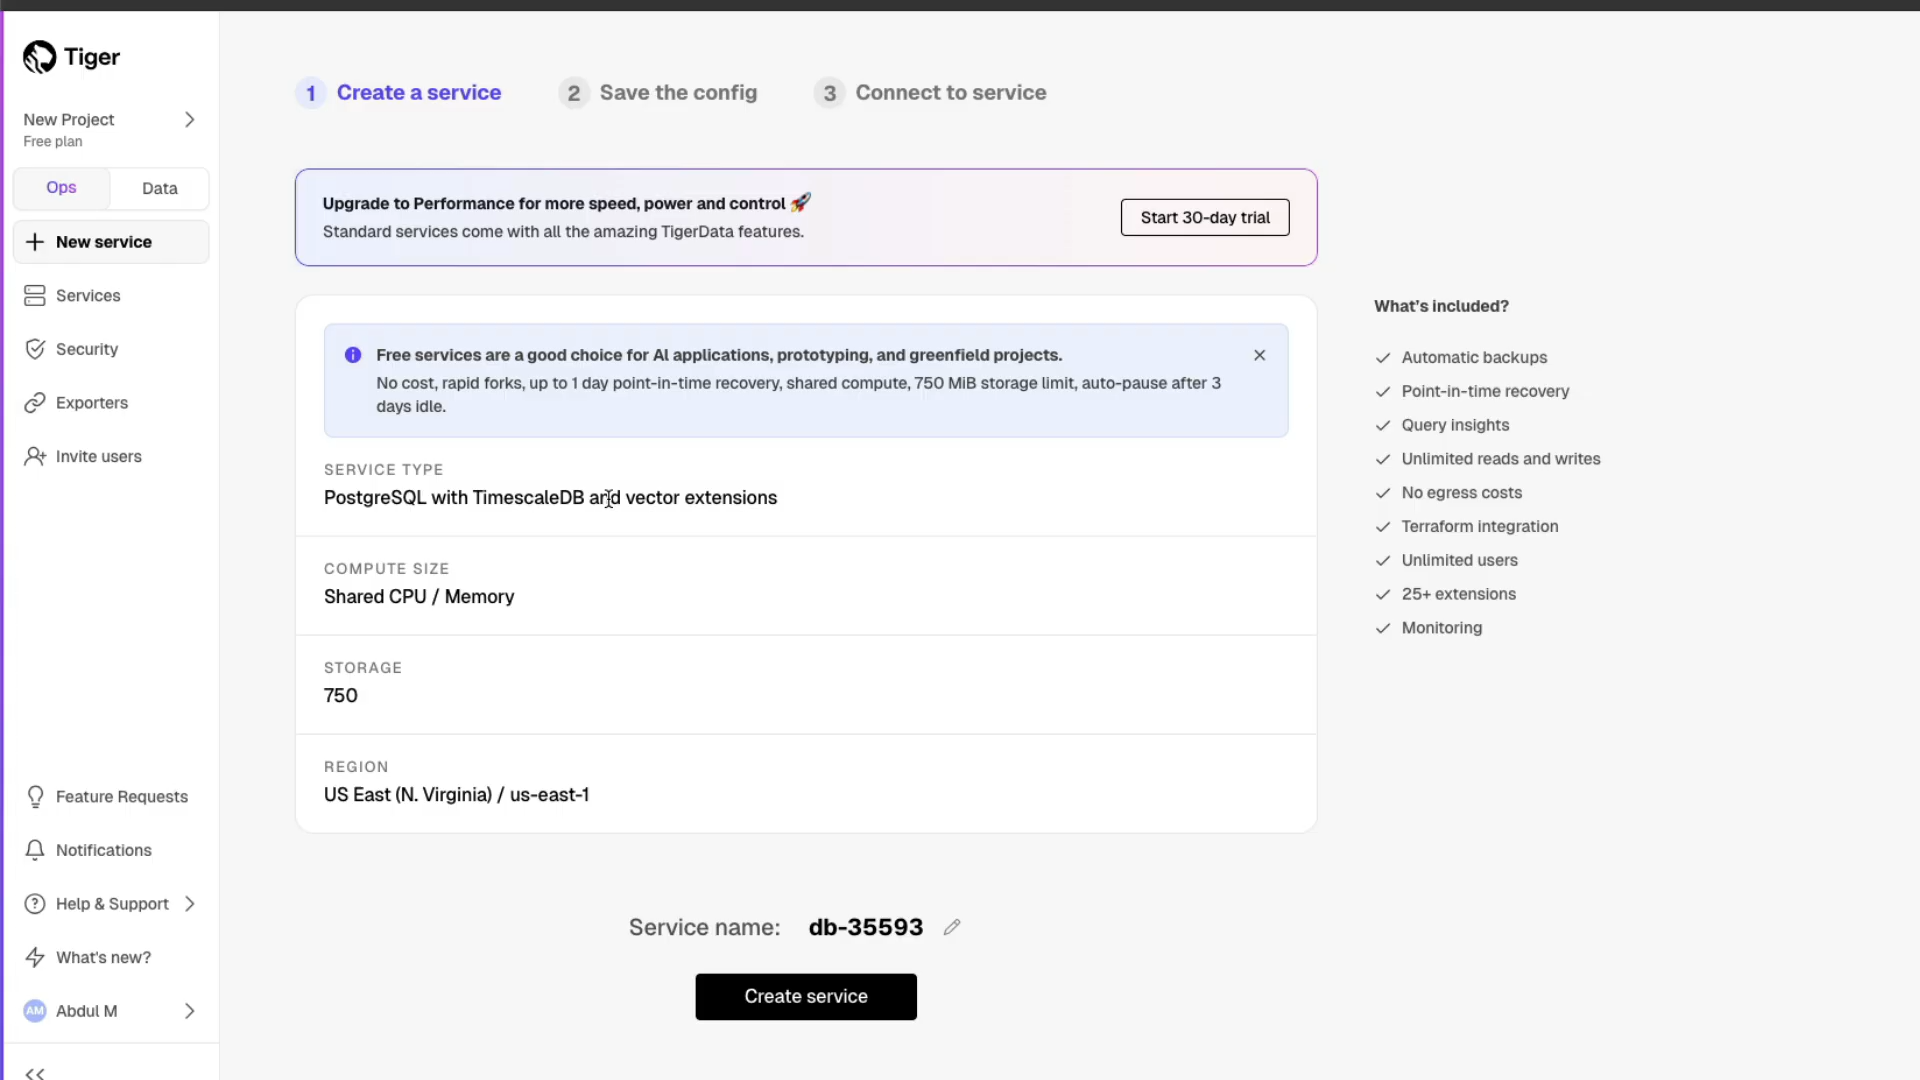 Tiger
New Project
Free plan
Ops
Data
New service
Services
Security
Exporters
Invite users
Feature Requests
Notifications
Help & Support
What's new?
AM
Abdul M
1 Create a service
2 Save the config
3 Connect to service
Upgrade to Performance for more speed, power and control 🚀
Standard services come with all the amazing TigerData features.
Start 30-day trial
Free services are a good choice for AI applications, prototyping, and greenfield projects.
No cost, rapid forks, up to 1 day point-in-time recovery, shared compute, 750 MiB storage limit, auto-pause after 3
days idle.
SERVICE TYPE
PostgreSQL with TimescaleDB and vector extensions
COMPUTE SIZE
Shared CPU / Memory
STORAGE
750
REGION
US East (N. Virginia) / us-east-1
Service name: db-35593
Create service
What's included?
Automatic backups
Point-in-time recovery
Query insights
Unlimited reads and writes
No egress costs
Terraform integration
Unlimited users
25+ extensions
Monitoring